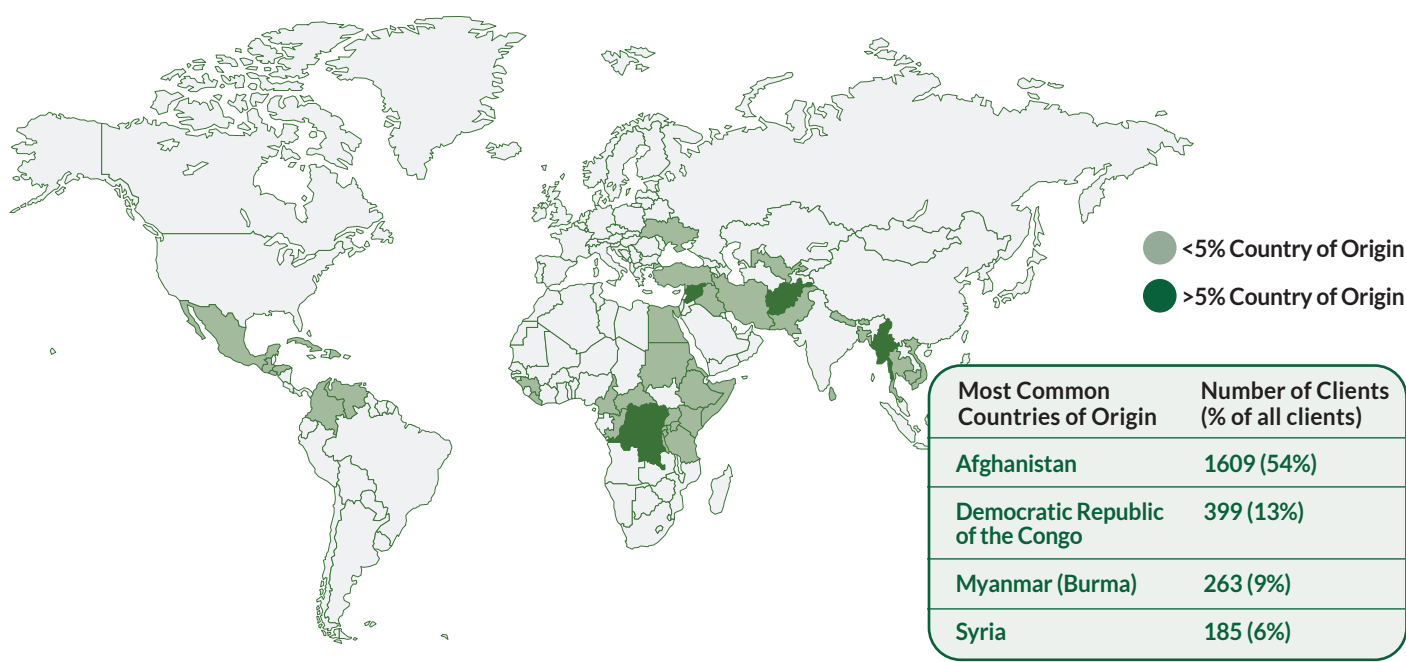 <5% Country of Origin
>5% Country of Origin
Most Common
Countries of Origin
Number of Clients
(% of all clients)
Afghanistan
1609 (54%)
Democratic Republic
of the Congo
399 (13%)
Myanmar (Burma)
263 (9%)
Syria
185 (6%)